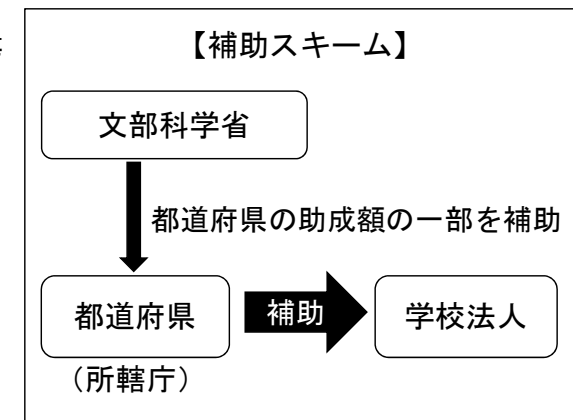 【補助スキーム】
文部科学省
都道府県の助成額の一部を補助
都道府県
補助
学校法人
(所轄庁)